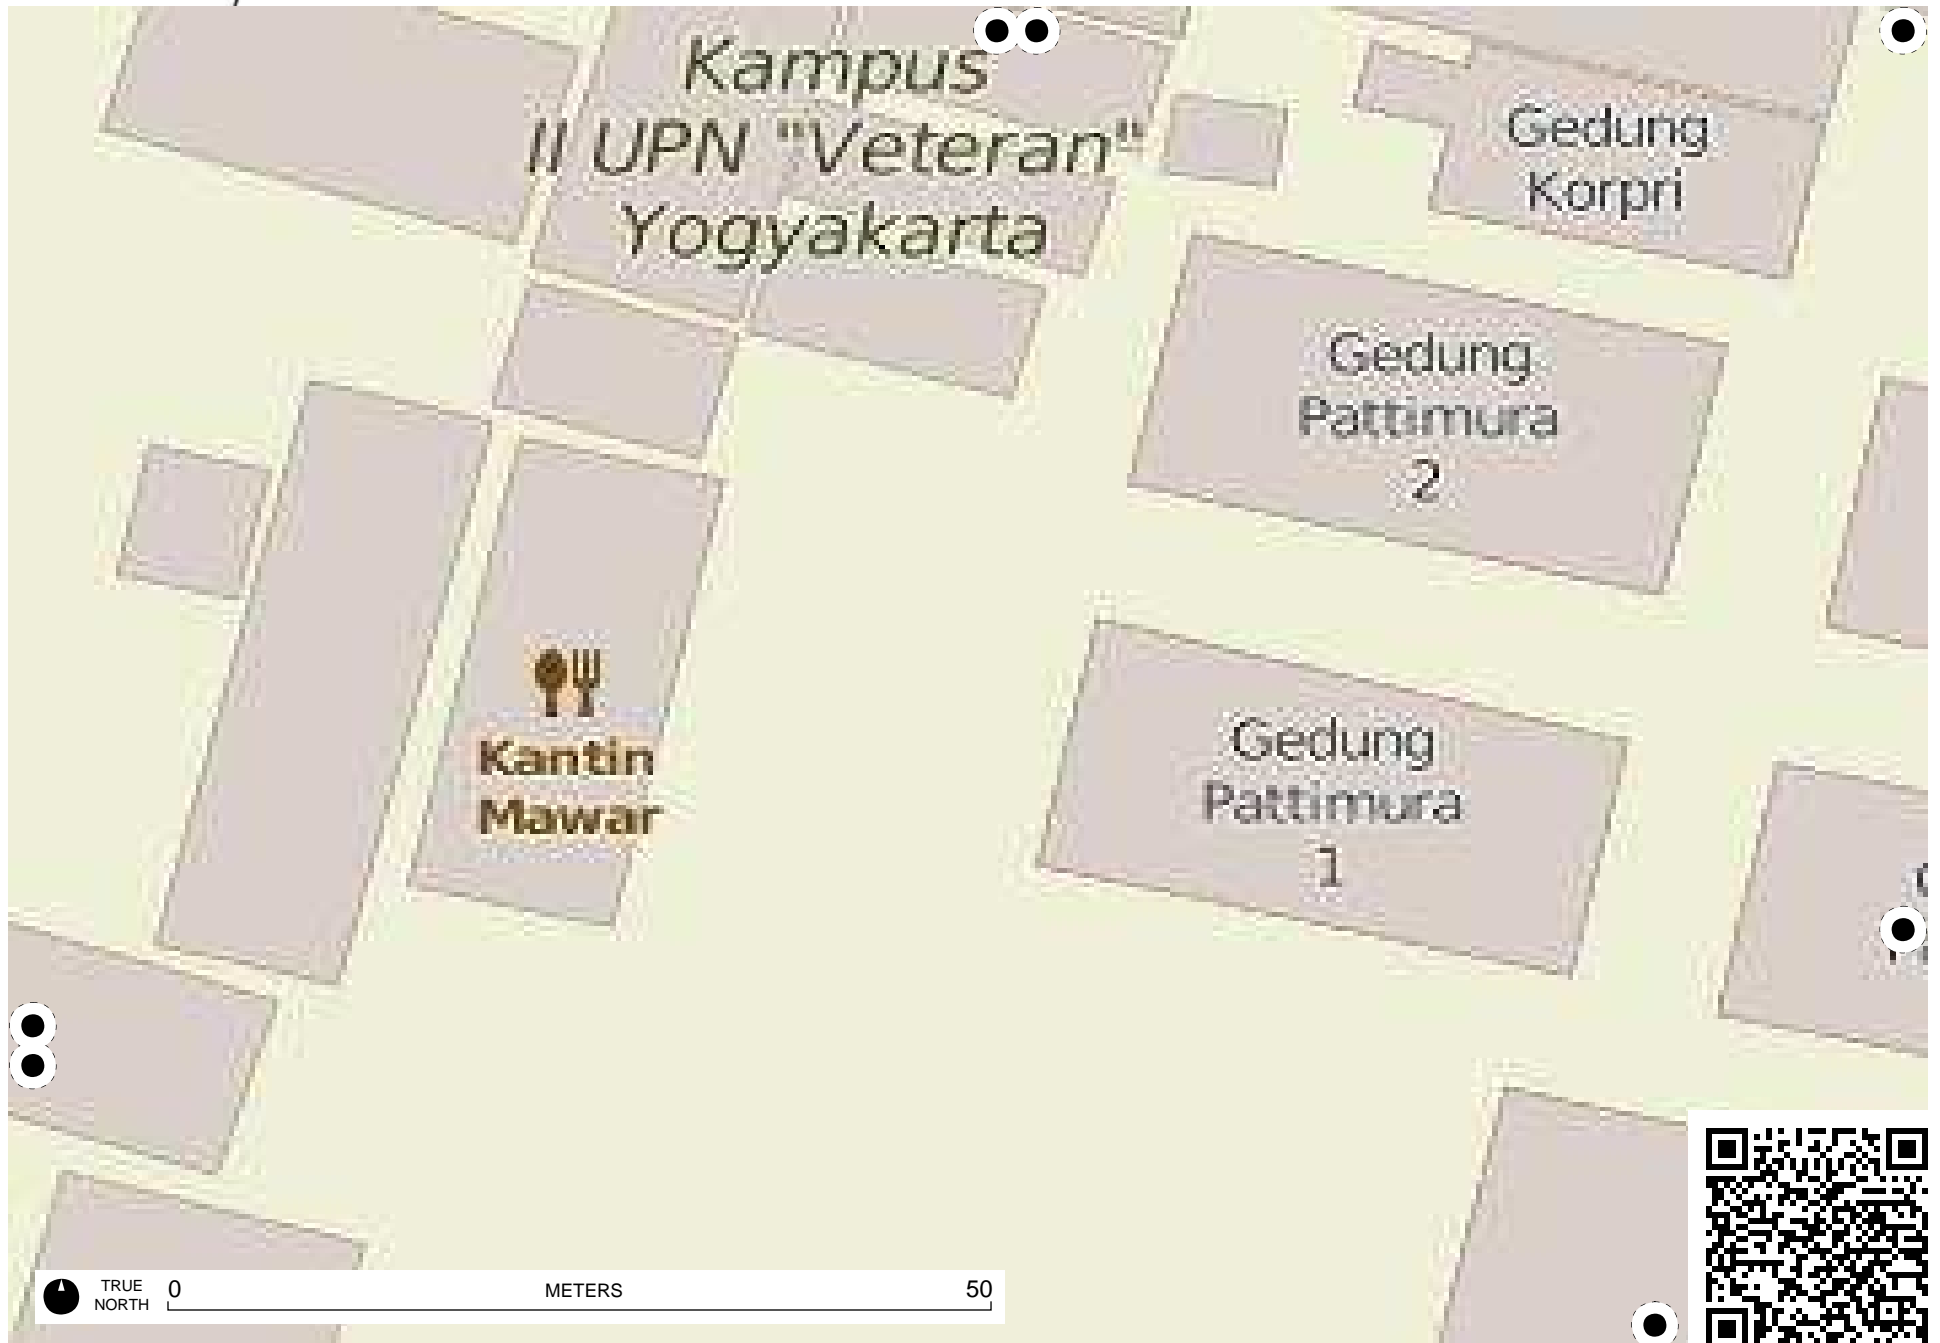 Kampus
II UPN "Veteran"
Yogyakarta
Gedung
Korpri
Gedung
Pattimura
2
Gedung
Pattimura
1
Kantin
Mawar
TRUE
NORTH
0
METERS
50